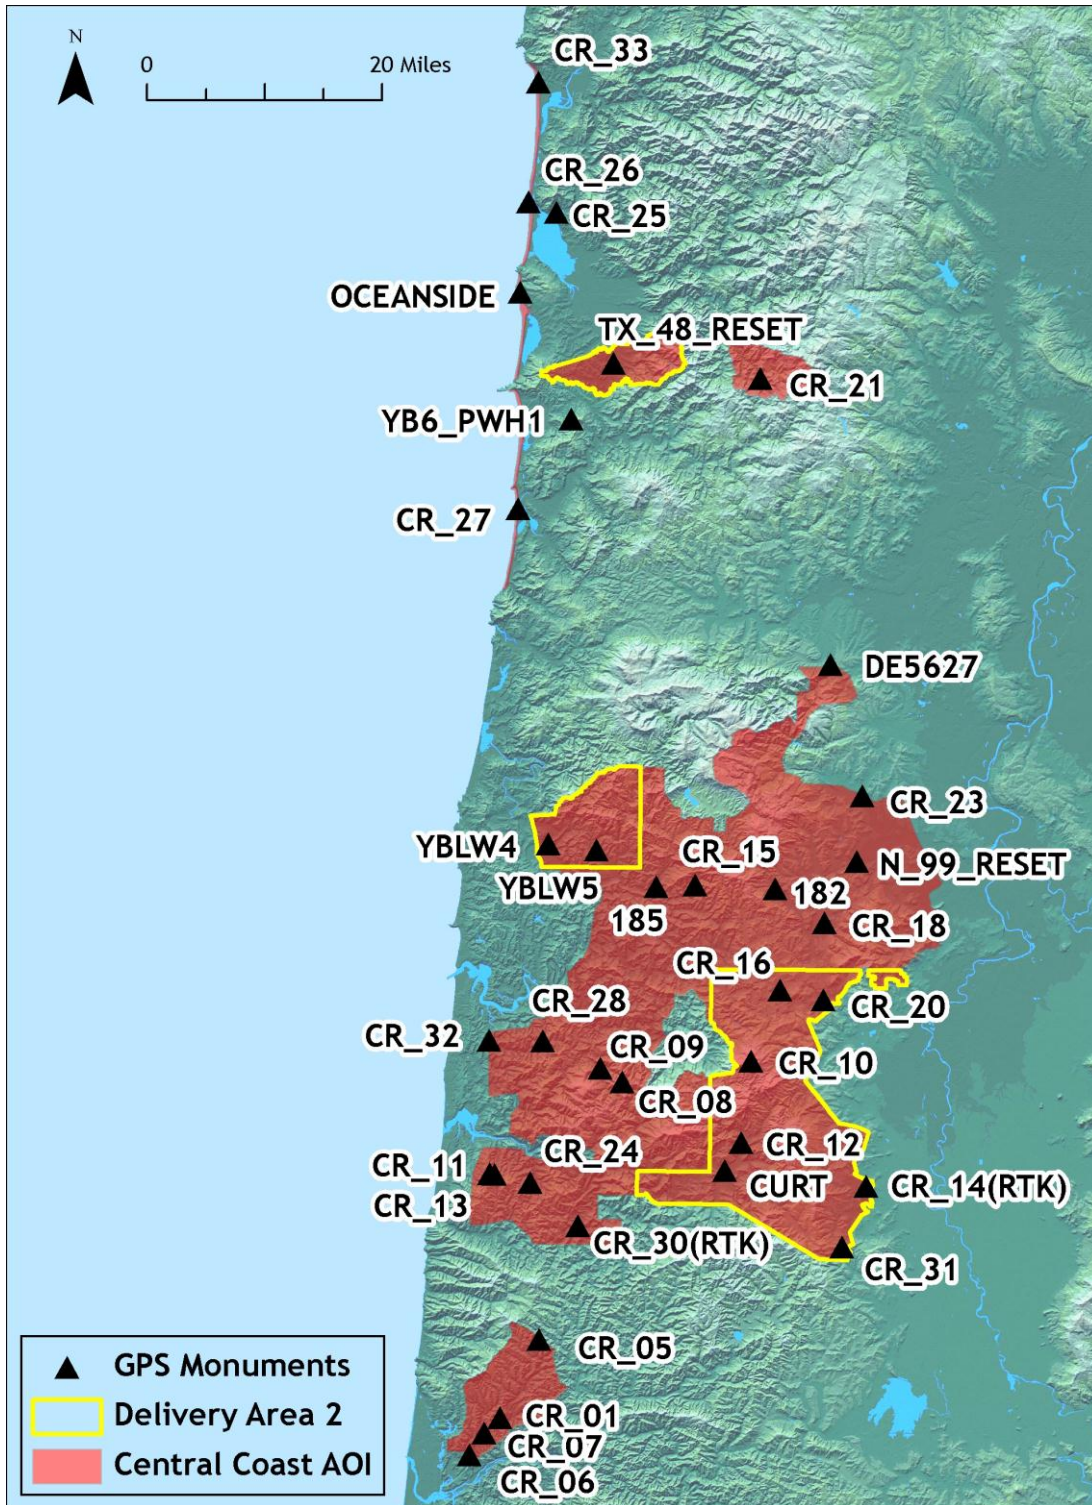 CR_33
N
0
20 Miles
CR_26
CR_25
OCEANSIDE
TX_48_RESET
CR_21
YB6_PWH1
CR_27
DE5627
CR_23
YBLW4
CR_15
N_99_RESET
YBLW5
182
185
CR_18
CR_16
CR_28
CR_20
CR_32
CR_09
CR_10
CR_08
CR_12
CR_24
CR_11
CURT
CR_14(RTK)
CR_13
CR_30(RTK)
CR_31
CR_05
GPS Monuments
Delivery Area 2
CR_01
CR_07
Central Coast AOI
CR_06